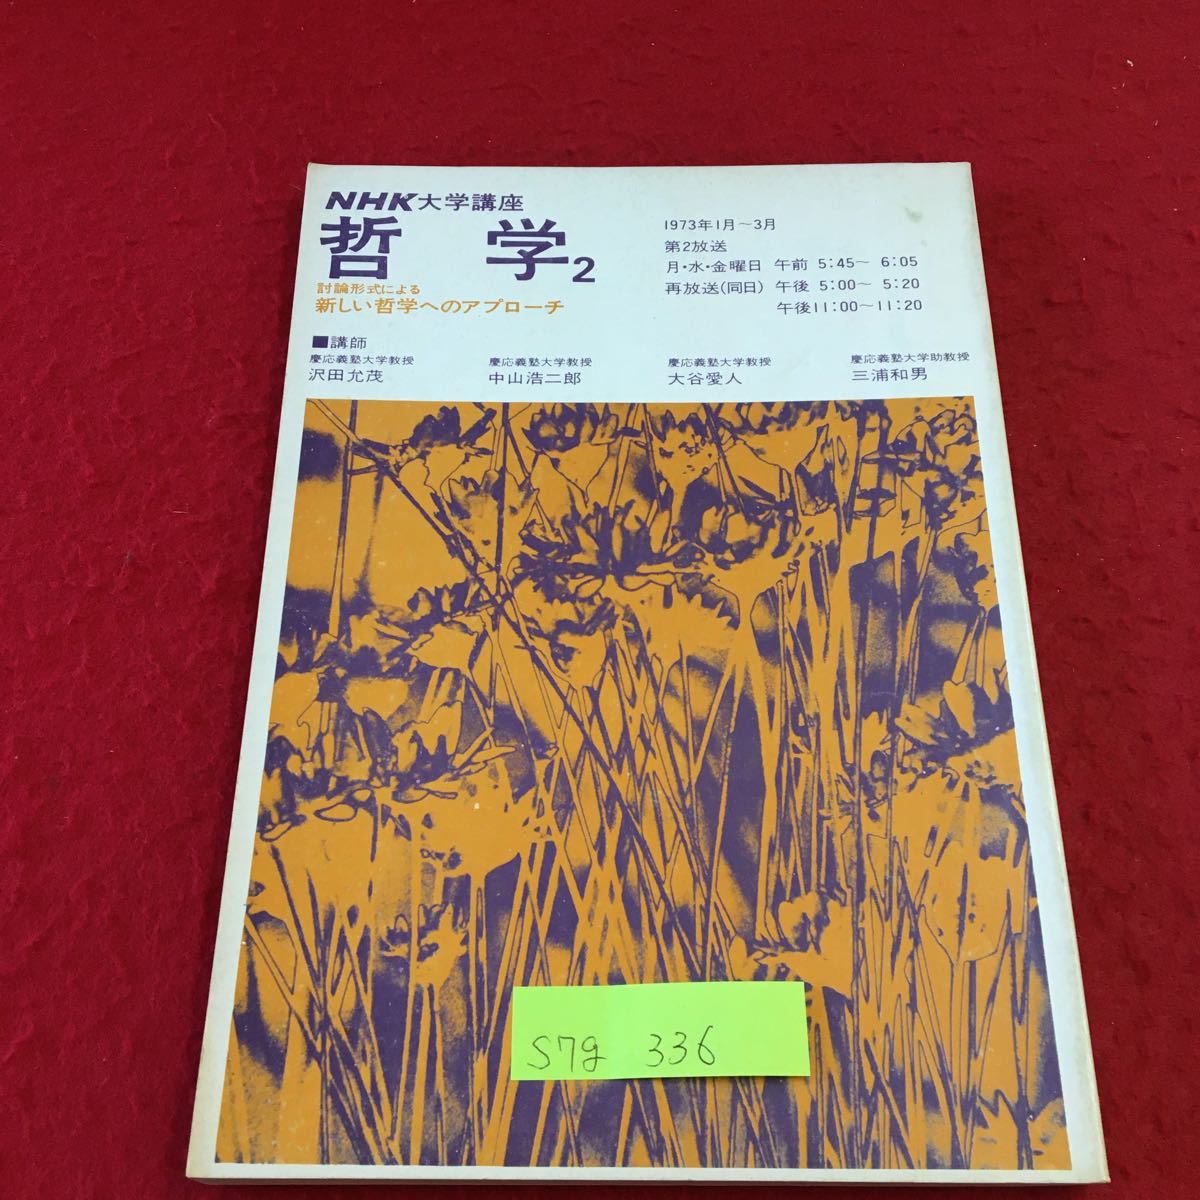 NHK大学講座
哲学2
討論形式による
新しい哲学へのアプローチ
1973年1月～3月
第2放送
月・水・金曜日 午前 5:45～ 6:05
再放送(同日) 午後 5:00～ 5:20
午後11:00～11:20
■講師
慶応義塾大学教授
沢田允茂
慶応義塾大学教授
中山浩二郎
慶応義塾大学教授
大谷愛人
慶応義塾大学助教授
三浦和男
S7g 336